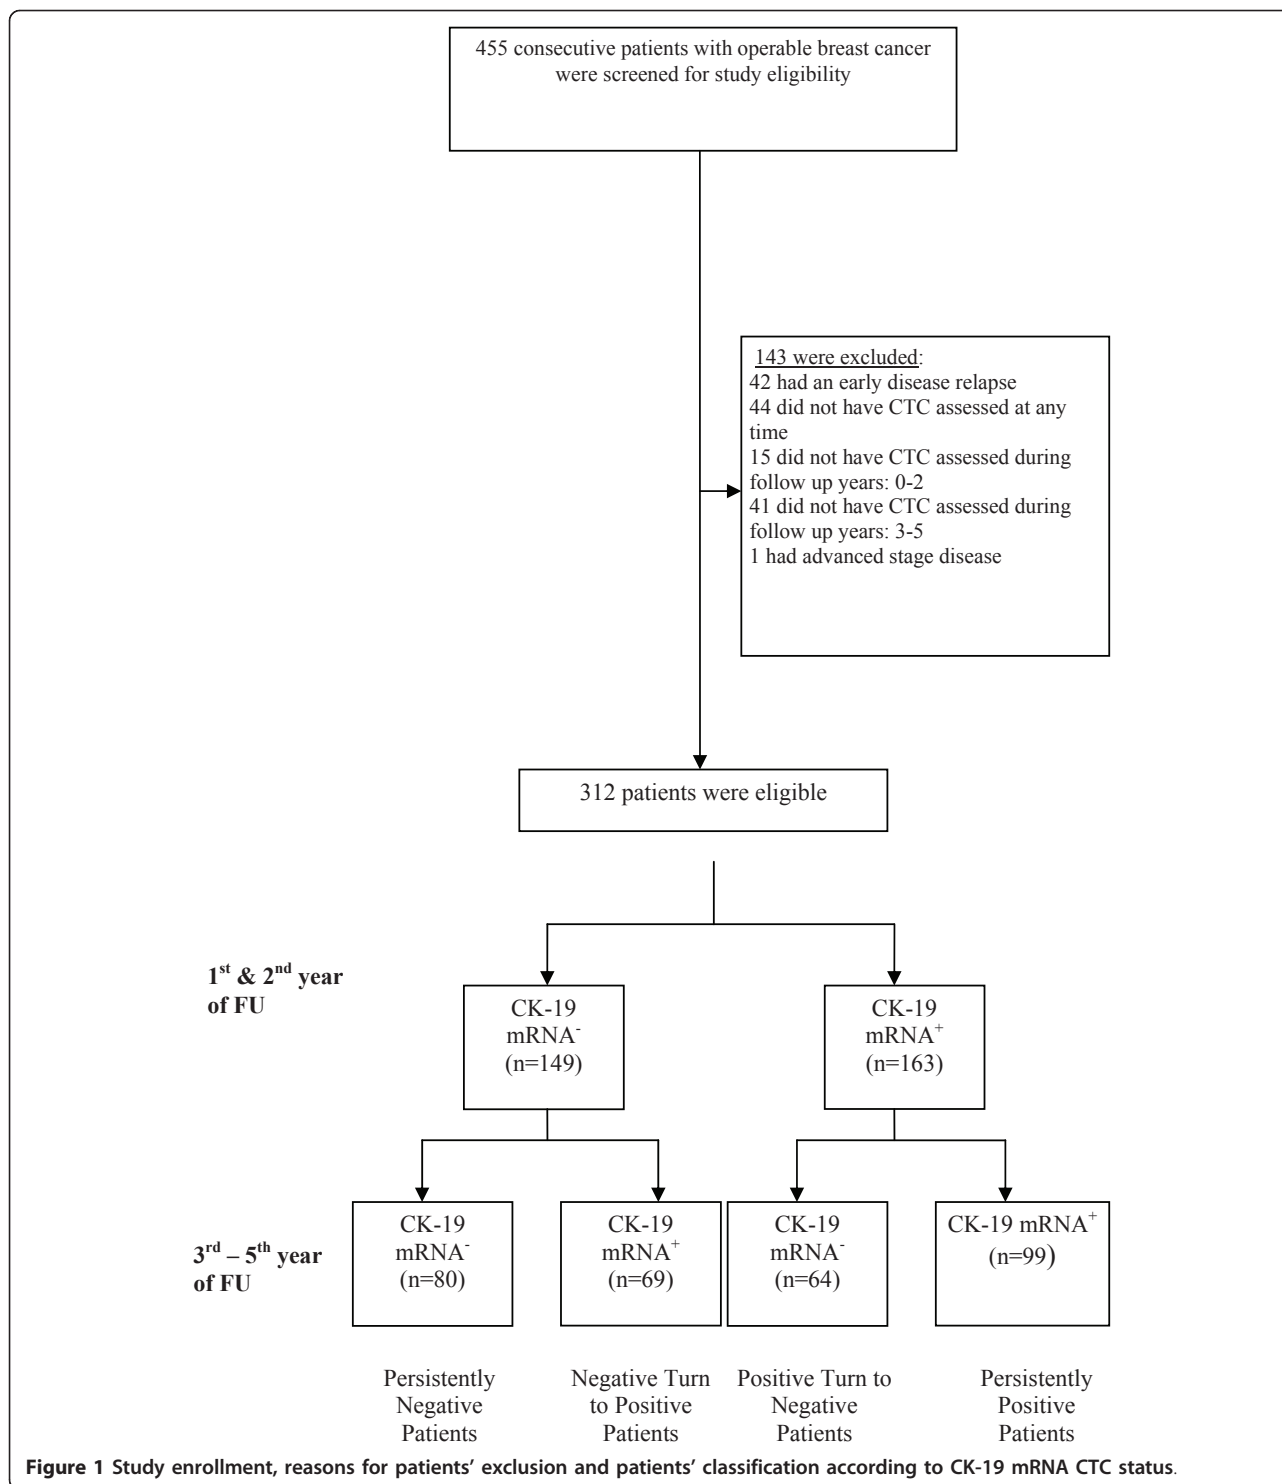 455 consecutive patients with operable breast cancer
were screened for study eligibility
143 were excluded:
42 had an early disease relapse
44 did not have CTC assessed at any
time
15 did not have CTC assessed during
follow up years: 0-2
41 did not have CTC assessed during
follow up years: 3-5
1 had advanced stage disease
312 patients were eligible
1st & 2nd year
of FU
CK-19
mRNA-
(n=149)
CK-19
mRNA+
(n=163)
3rd – 5th year
of FU
CK-19
mRNA-
(n=80)
CK-19
mRNA+
(n=69)
CK-19
mRNA-
(n=64)
CK-19 mRNA+
(n=99)
Persistently
Negative
Patients
Negative Turn
to Positive
Patients
Positive Turn to
Negative
Patients
Persistently
Positive
Patients
Figure 1 Study enrollment, reasons for patients' exclusion and patients' classification according to CK-19 mRNA CTC status.